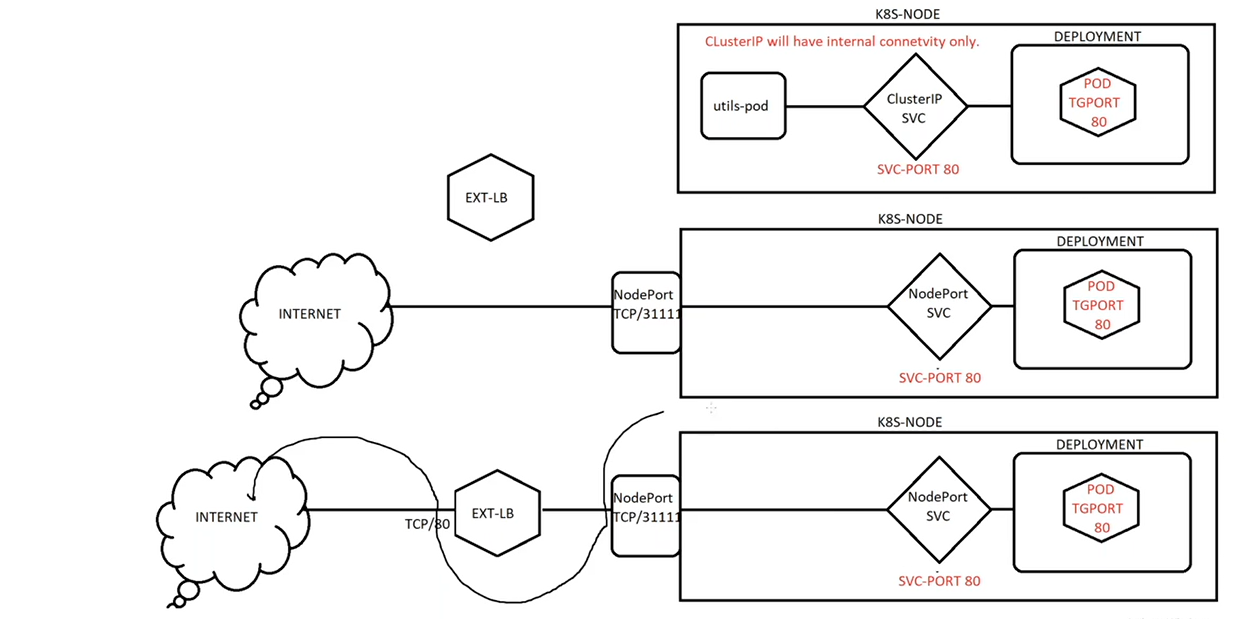 K8S-NODE
CLusterIP will have internal connetvity only.
DEPLOYMENT
utils-pod
ClusterIP
SVC
POD
TGPORT
80
SVC-PORT 80
EXT-LB
K8S-NODE
DEPLOYMENT
INTERNET
NodePort
TCP/31111
NodePort
SVC
POD
TGPORT
80
SVC-PORT 80
K8S-NODE
DEPLOYMENT
INTERNET
TCP/80
EXT-LB
NodePort
TCP/31111
NodePort
SVC
POD
TGPORT
80
SVC-PORT 80